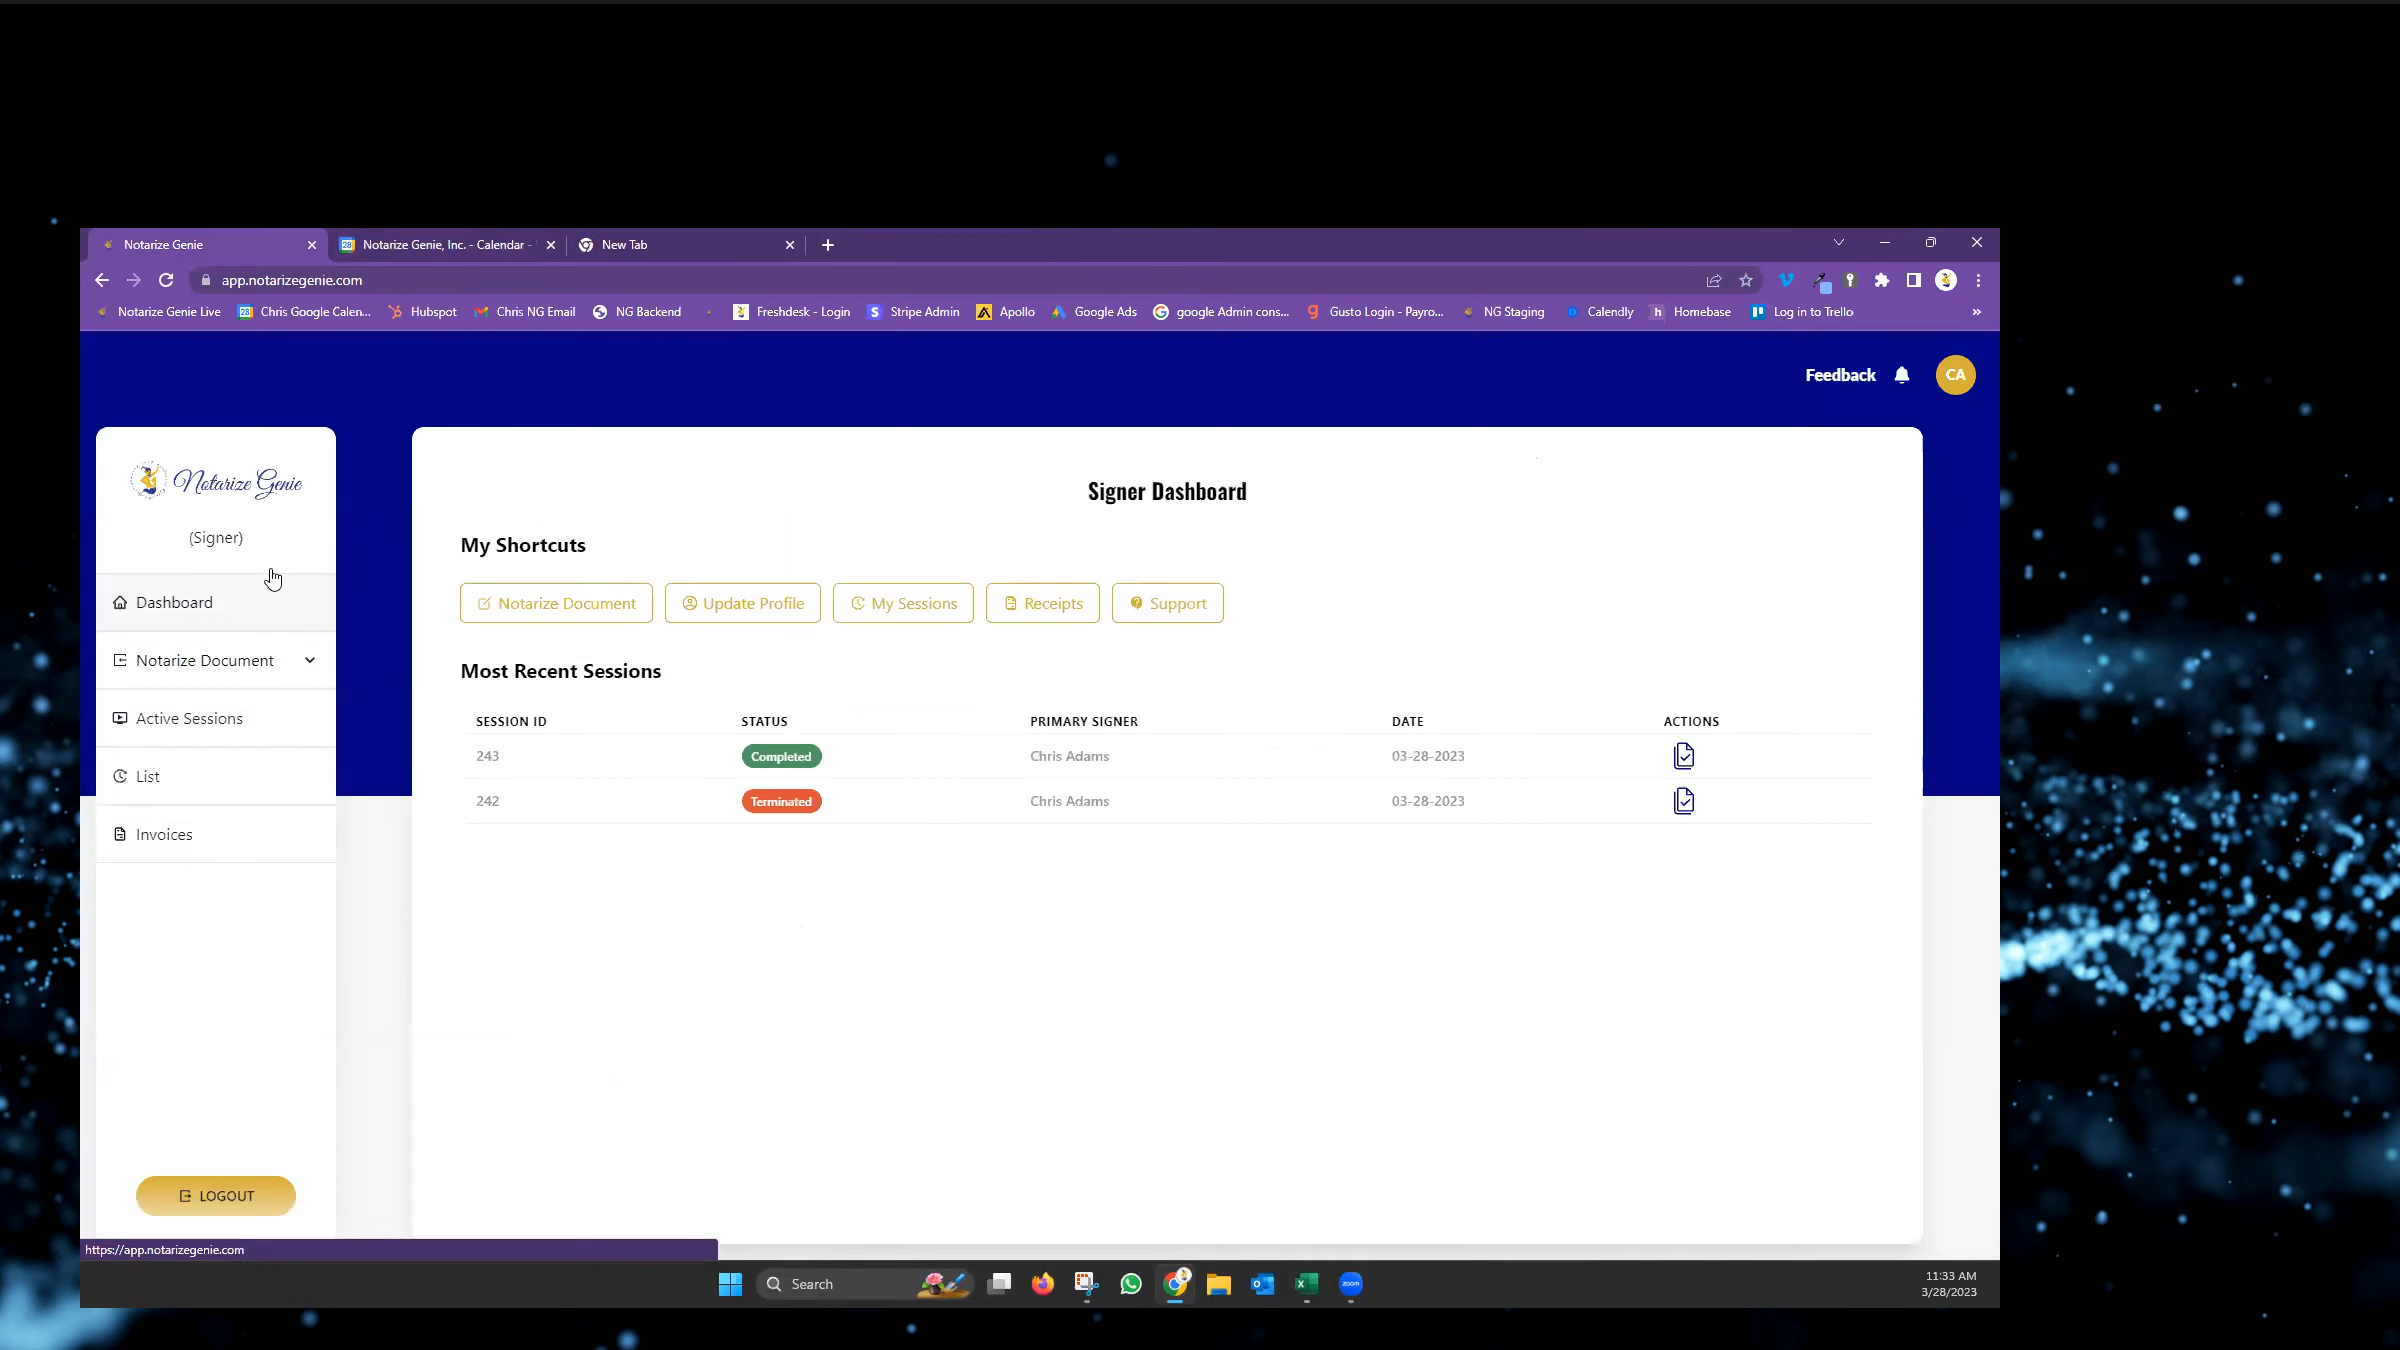 Notarize Genie
28 Notarize Genie, Inc. - Calendar -
New Tab
app.notarizegenie.com
Notarize Genie Live
28 Chris Google Calen...
Hubspot
Chris NG Email
NG Backend
Freshdesk - Login
S Stripe Admin
Apollo
Google Ads
google Admin cons...
g Gusto Login - Payro...
NG Staging
Calendly
h Homebase
Log in to Trello
»
Feedback
CA
Notarize Genie
(Signer)
Dashboard
Notarize Document
Active Sessions
List
Invoices
LOGOUT
Signer Dashboard
My Shortcuts
Notarize Document
Update Profile
My Sessions
Receipts
Support
Most Recent Sessions
SESSION ID STATUS PRIMARY SIGNER DATE ACTIONS
243 Completed Chris Adams 03-28-2023
242 Terminated Chris Adams 03-28-2023
https://app.notarizegenie.com
Search
zoom
11:33 AM
3/28/2023